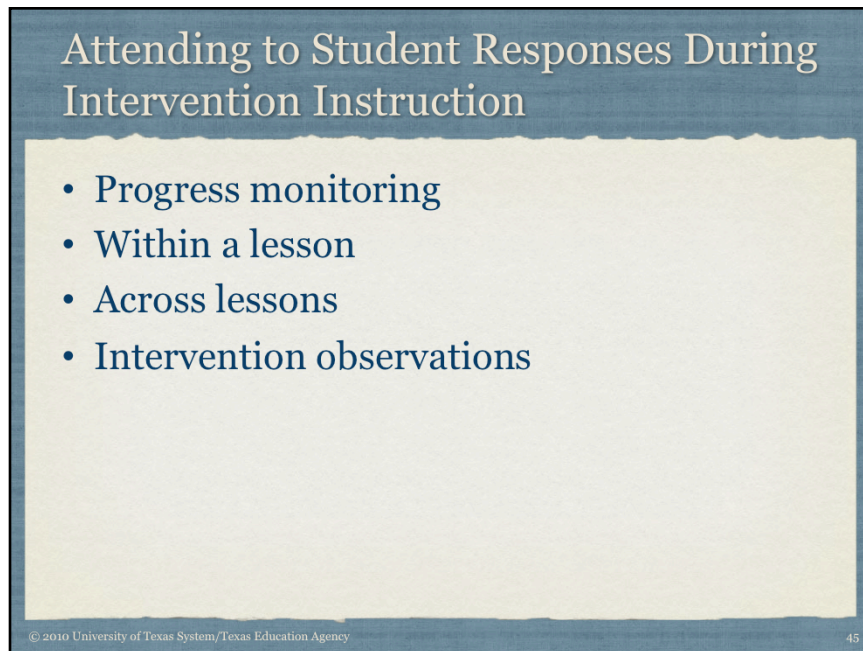 Attending to Student Responses During
Intervention Instruction
• Progress monitoring
• Within a lesson
• Across lessons
• Intervention observations
© 2010 University of Texas System/Texas Education Agency
45